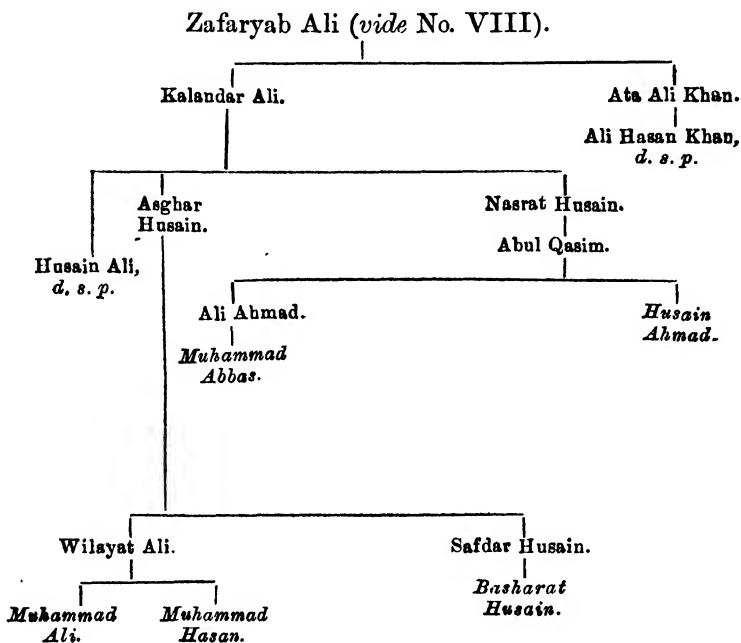 Zafaryab Ali (vide No. VIII).
Kalandar Ali.
Ata Ali Khan.
Ali Hasan Khan,
d. s. p.
Asghar
Husain.
Nasrat Husain.
Husain Ali,
d. s. p.
Abul Qasim.
Ali Ahmad.
Husain
Ahmad.
Muhammad
Abbas.
Wilayat Ali.
Safdar Husain.
Basharat
Husain.
Muhammad
Ali.
Muhammad
Hasan.